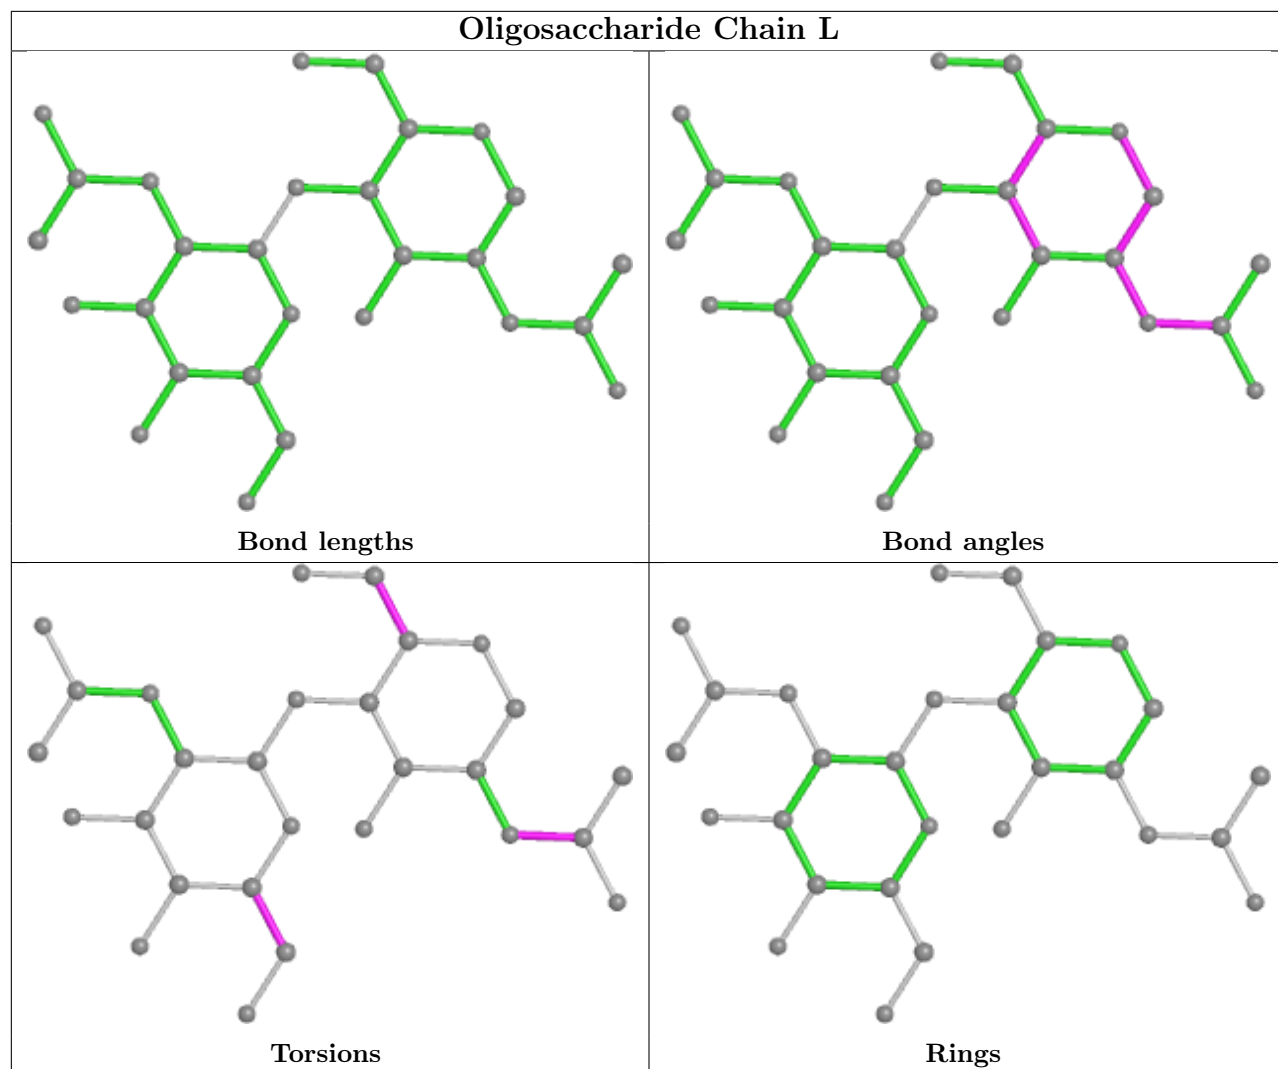 Oligosaccharide Chain L
Bond lengths
Bond angles
Torsions
Rings